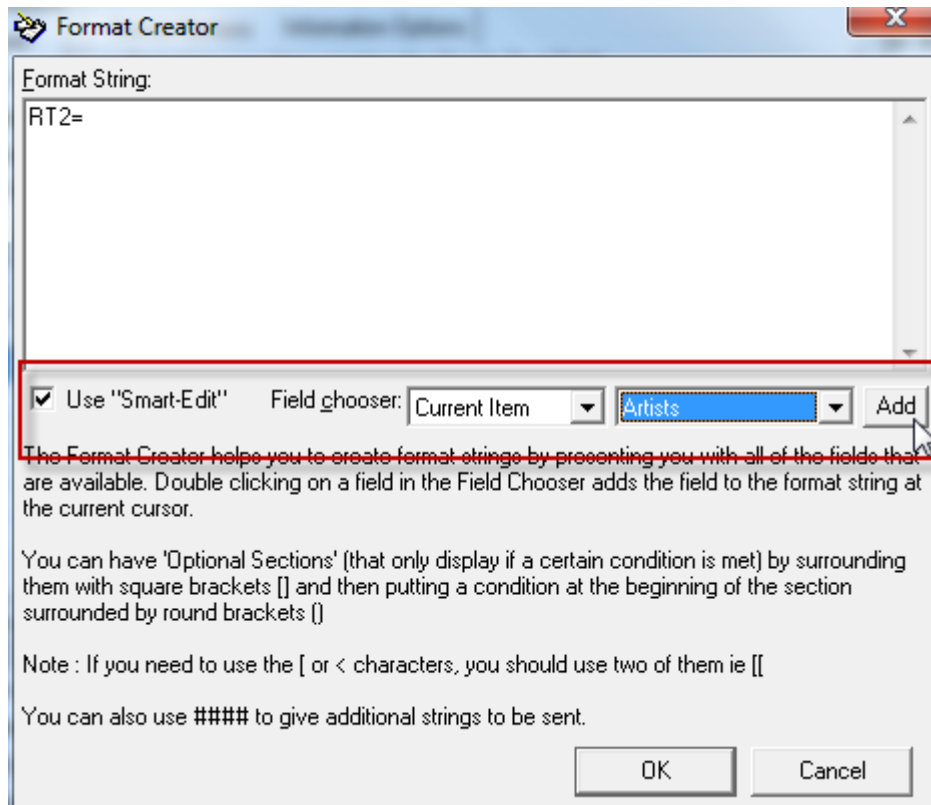 Format Creator
Information Options
Format String:
RT2=
Use "Smart-Edit" Field chooser: Current Item Artists Add
The Format Creator helps you to create format strings by presenting you with all of the fields that
are available. Double clicking on a field in the Field Chooser adds the field to the format string at
the current cursor.
You can have 'Optional Sections' (that only display if a certain condition is met) by surrounding
them with square brackets [] and then putting a condition at the beginning of the section
surrounded by round brackets ()
Note : If you need to use the [ or < characters, you should use two of them ie [[
You can also use #### to give additional strings to be sent.
OK Cancel